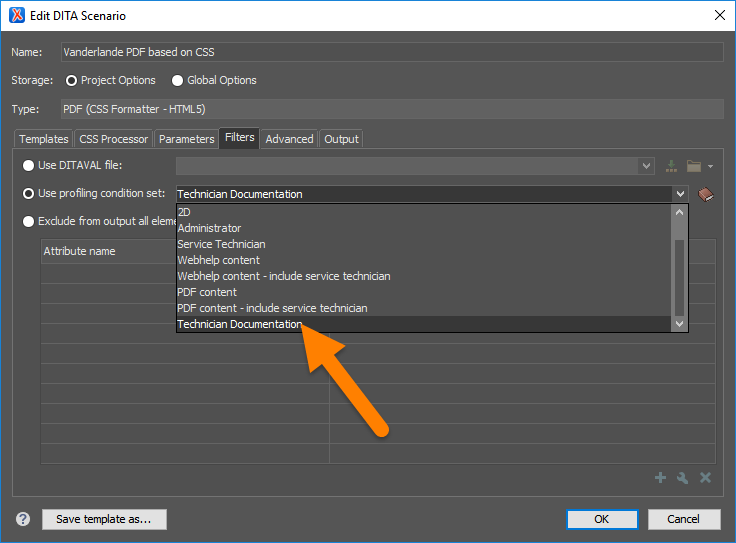 Edit DITA Scenario
Name: Vanderlande PDF based on CSS
Storage: Project Options Global Options
Type: PDF (CSS Formatter - HTML5)
Templates CSS Processor Parameters Filters Advanced Output
Use DITAVAL file:
Use profiling condition set: Technician Documentation
2D
Administrator
Exclude from output all eleme
Service Technician
Attribute name
Webhelp content
Webhelp content - include service technician
PDF content
PDF content - include service technician
Technician Documentation
? Save template as... OK Cancel